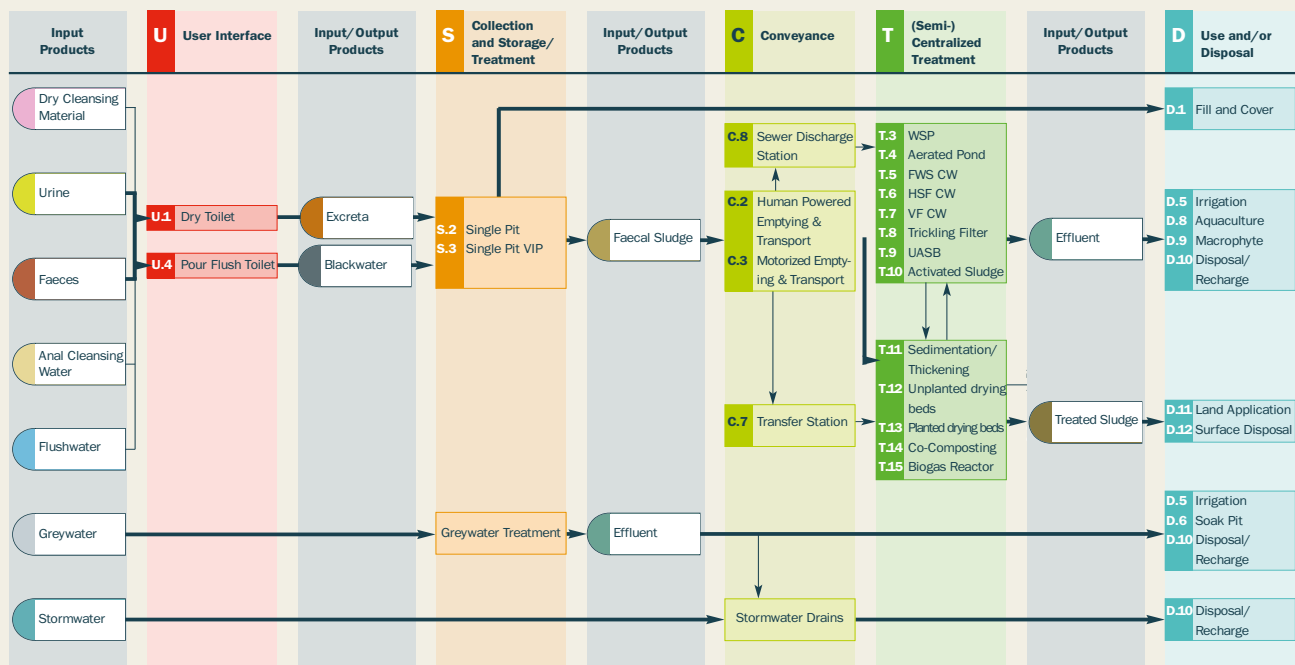 Input
Products
U User Interface
Input/Output
Products
S Collection
and Storage/
Treatment
Input/Output
Products
C Conveyance
T (Semi-)
Centralized
Treatment
Input/Output
Products
D Use and/or
Disposal
Dry Cleansing
Material
Urine
Faeces
Anal Cleansing
Water
Flushwater
Greywater
Stormwater
U.1 Dry Toilet
U.4 Pour Flush Toilet
Excreta
Blackwater
S.2 Single Pit
S.3 Single Pit VIP
Greywater Treatment
Faecal Sludge
Effluent
C.8 Sewer Discharge
Station
C.2 Human Powered
Emptying &
Transport
C.3 Motorized Empty-
ing & Transport
C.7 Transfer Station
Stormwater Drains
T.3 WSP
T.4 Aerated Pond
T.5 FWS CW
T.6 HSF CW
T.7 VF CW
T.8 Trickling Filter
T.9 UASB
T.10 Activated Sludge
T.11 Sedimentation/
Thickening
T.12 Unplanted drying
beds
T.13 Planted drying beds
T.14 Co-Composting
T.15 Biogas Reactor
Effluent
Treated Sludge
D.1 Fill and Cover
D.5 Irrigation
D.8 Aquaculture
D.9 Macrophyte
D.10 Disposal/
Recharge
D.11 Land Application
D.12 Surface Disposal
D.5 Irrigation
D.6 Soak Pit
D.10 Disposal/
Recharge
D.10 Disposal/
Recharge